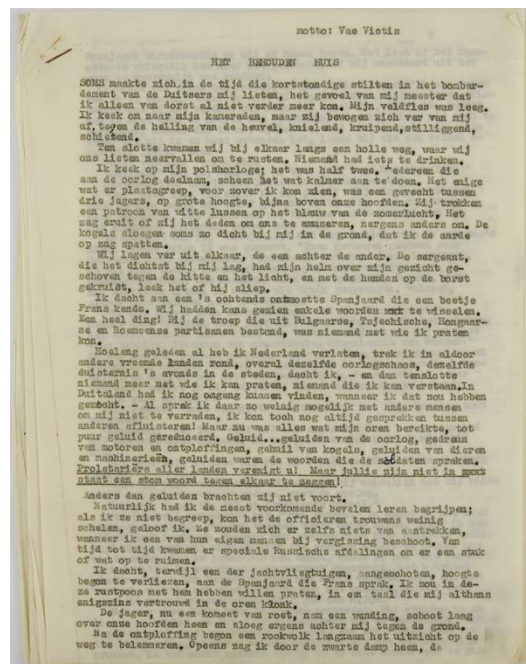 motto: Vae Victis
HET BEHOUDEN HUIS
SOMS maakte zich,in de tijd die kortstondige stilten in het bombar-
dement van de Duitsers mij lieten, het gevoel van mij meester dat
ik alleen van dorst al niet verder meer kon. Mijn veldfles was leeg.
Ik keek om naar mijn kameraden, maar zij bewogen zich ver van mij
af,tegen de helling van de heuvel, knielend, kruipend,stilliggend,
schietend.
Ten slotte kwamen wij bij elkaar langs een holle weg, waar wij
ons lieten neervallen om te rusten. Niemand had iets te drinken.
Ik keek op mijn polshorloge; het was half twee. Iedereen die
aan de oorlog deelnam, scheen het wat kalmer aan te doen. Het enige
wat er plaatsgreep, voor zover ik kon zien, was een gevecht tussen
drie jagers, op grote hoogte, bijna boven onze hoofden. Zij trokken
een patroon van witte lussen op het blauw van de zomerlucht. Het
zag eruit of zij het deden om ons te amuseren, nergens anders om. De
kogels sloegen soms zo dicht bij mij in de grond, dat ik de aarde
op zag spatten.
Wij lagen ver uit elkaar, de een achter de ander. De sergeant,
die het dichtst bij mij lag, had zijn helm over zijn gezicht ge-
schoven tegen de hitte en het licht, en met de handen op de borst
gekruist, leek het of hij sliep.
Ik dacht aan een 's ochtends ontmoette Spanjaard die een beetje
Frans kende. Wij hadden kans gezien enkele woorden te wisselen.
Een heel ding! Bij de troep die uit Bulgaarse, Tsjechische, Hongaar-
se en Roemeense partisanen bestond, was niemand met wie ik praten
kon.
Hoelang geleden al heb ik Nederland verlaten, trek ik in aldoor
andere vreemde landen rond, overal dezelfde oorlogschaos, dezelfde
duisternis 's avonds in de steden, dacht ik, - en dan tenslotte
niemand meer met wie ik kan praten, niemand die ik kan verstaan.In
Duitsland had ik nog omgang kunnen vinden, wanneer ik dat zou hebben
gemocht. - Al sprak ik daar zo weinig mogelijk met andere mensen
om mij niet te verraden, ik kon toch nog altijd gesprekken tussen
anderen afluisteren! Maar nu was alles wat mijn oren bereikte, tot
puur geluid gereduceerd. Geluid...geluiden van de oorlog, gedreun
van motoren en ontploffingen, gehuil van kogels, geluiden van dieren
en machinerieën, geluiden waren de woorden die de soldaten spraken.
Proletariërs aller landen verenigt u! Maar jullie zijn niet in
staat een stom woord tegen elkaar te zeggen!
Anders dan geluiden brachten zij niet voort.
Natuurlijk had ik de meest voorkomende bevelen leren begrijpen;
als ik ze niet begreep, kon het de officieren trouwens weinig
schelen, geloof ik. Ze zouden zich er zelfs niets van aantrekken,
wanneer ik een van hun eigen mensen bij vergissing beschoot. Van
tijd tot tijd kwamen er speciale Russische afdelingen om er een stuk
of wat op te ruimen.
Ik dacht, terwijl een der jachtvliegtuigen, aangeschoten, hoogte
begon te verliezen, aan de Spanjaard die Frans sprak. Ik zou in de-
ze rustpoos met hem hebben willen praten, in een taal die mij althans
enigszins vertrouwd in de oren klonk.
De jager, nu een komeet van roet, nam een wending, schoot laag
over onze hoofden heen en sloeg ergens achter mij tegen de grond.
Na de ontploffing begon een rookwolk langzaam het uitzicht op de
weg te belemmeren. Opeens zag ik door de zwarte damp heen, de